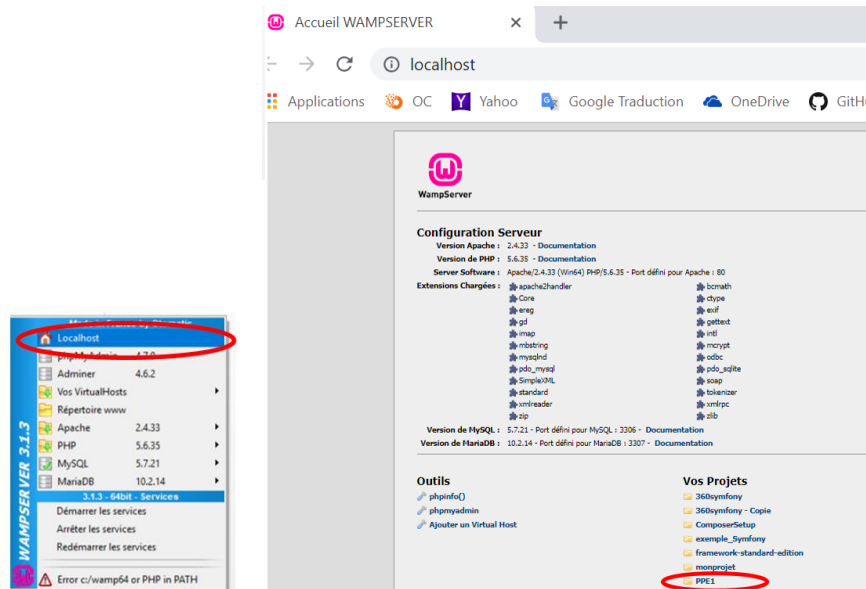 Accueil WAMPSERVER
localhost
Applications OC Yahoo Google Traduction OneDrive
WampServer
Configuration Serveur
Version Apache : 2.4.33 - Documentation
Version de PHP : 5.6.35 - Documentation
Server Software : Apache/2.4.33 (Win64) PHP/5.6.35 - Port défini pour Apache : 80
Extensions Chargées : apache2handler bcmath
Core ctype
ereg exif
gd gettext
imap intl
mbstring mcrypt
mysqlnd odbc
pdo_mysql pdo_sqlite
SimpleXML soap
standard tokenizer
xmlreader xmlrpc
zip zlib
Version de MySQL : 5.7.21 - Port défini pour MySQL : 3306 - Documentation
Version de MariaDB : 10.2.14 - Port défini pour MariaDB : 3307 - Documentation
Outils
phpinfo()
phpmyadmin
Ajouter un Virtual Host
Vos Projets
360symfony
360symfony - Copie
ComposerSetup
exemple_Symfony
framework-standard-edition
monprojet
PPE1
WAMPSERVER 3.1.3
Localhost
phpMyAdmin
Adminer 4.6.2
Vos VirtualHosts
Répertoire www
Apache 2.4.33
PHP 5.6.35
MySQL 5.7.21
MariaDB 10.2.14
3.1.3 - 64bit - Services
Démarrer les services
Arrêter les services
Redémarrer les services
Error c:/wamp64 or PHP in PATH